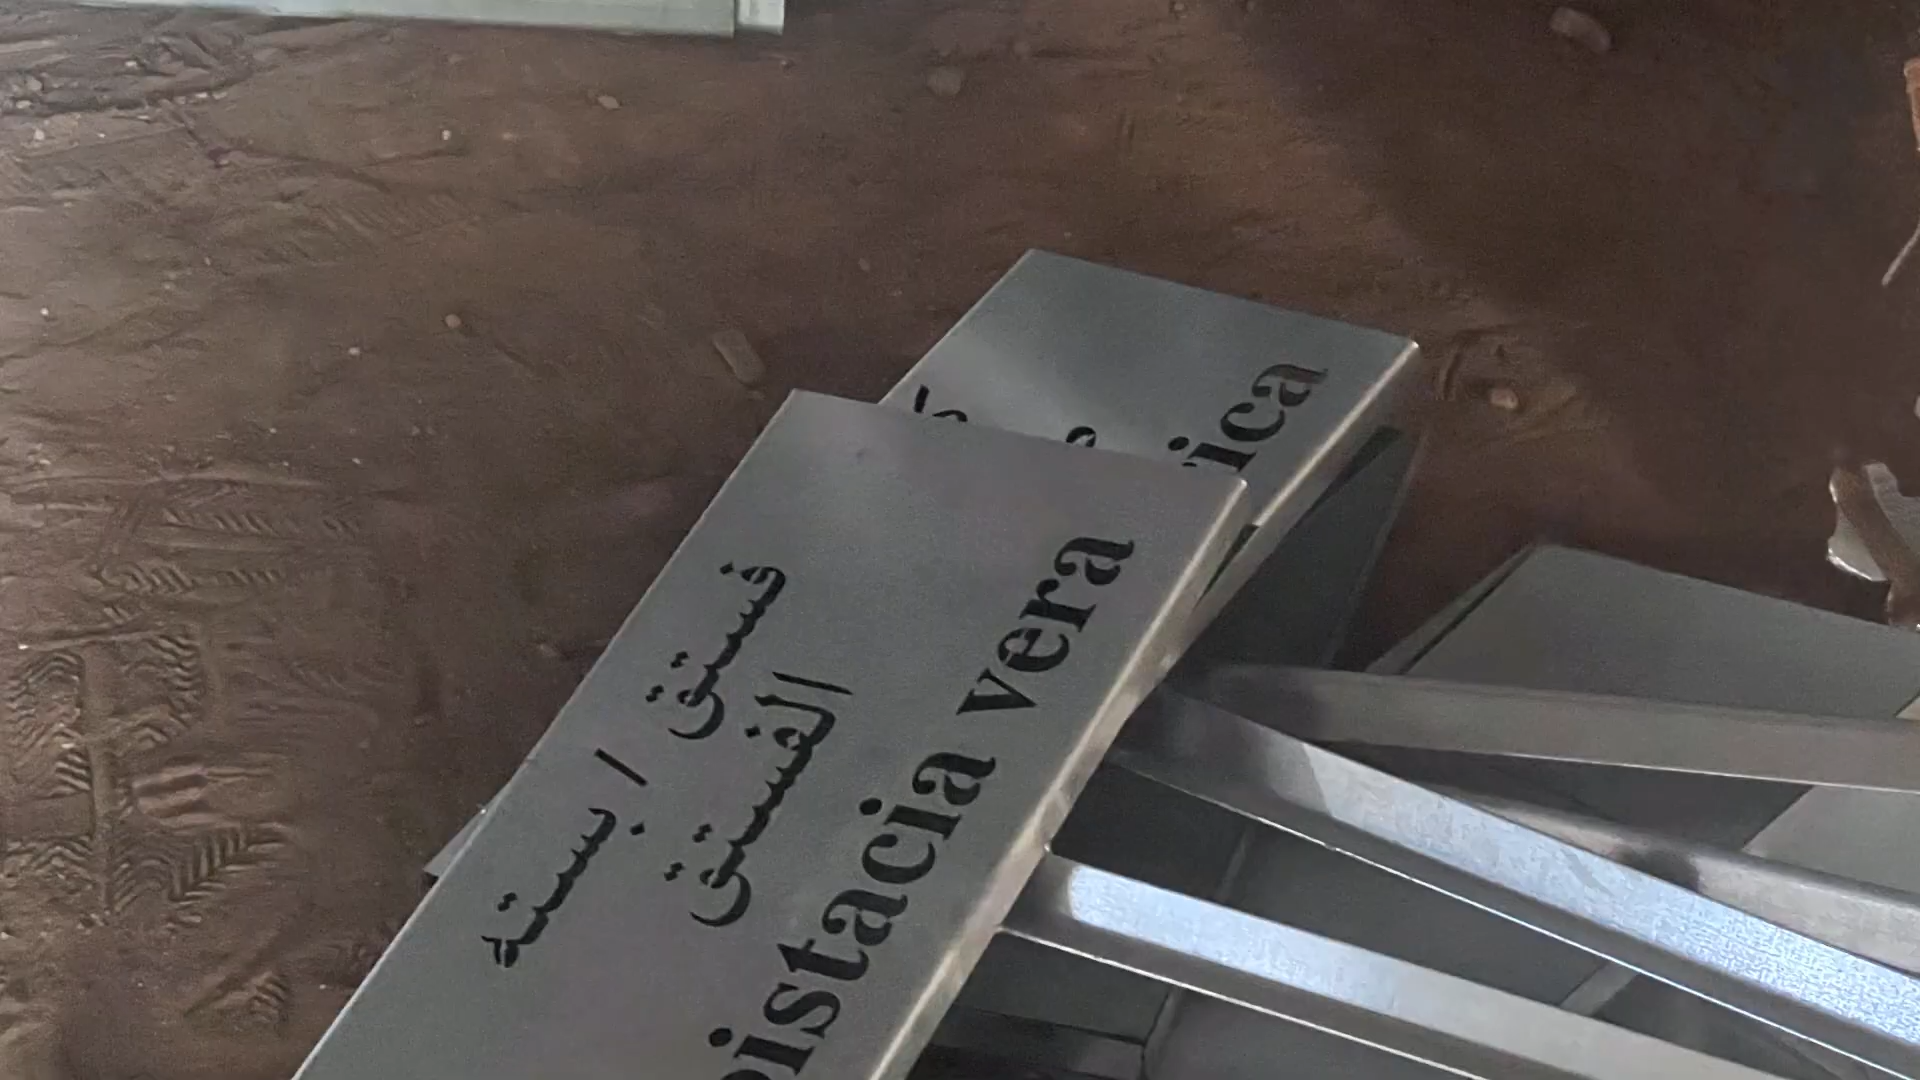 فستق / بستة
الفستق
pistacia vera
ica